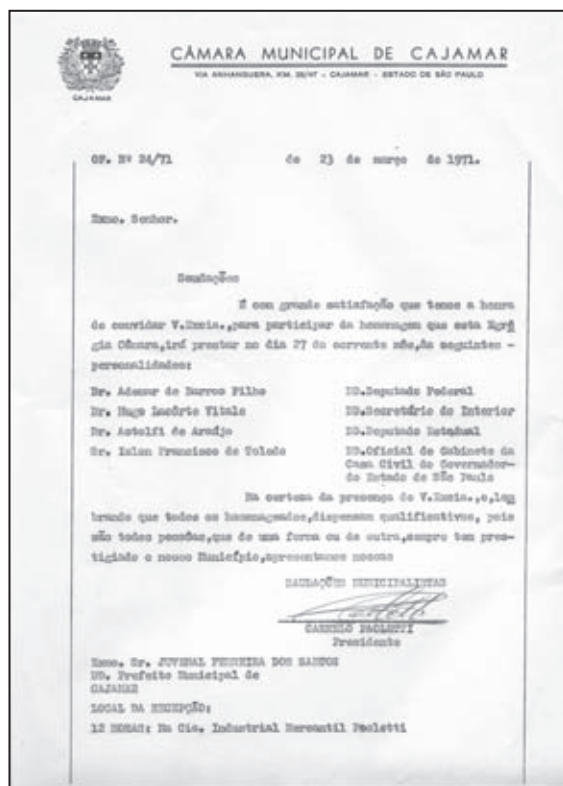 CÂMARA MUNICIPAL DE CAJAMAR
VIA ANHANGUERA, KM. 38/47 - CAJAMAR - ESTADO DE SÃO PAULO
CAJAMAR
OF. Nº 24/71 de 23 de março de 1971.
Exmo. Senhor.
Saudações
É com grande satisfação que temos a honra
de convidar V.Excia.,para participar da homenagem que esta Egré
gia Câmara,irá prestar no dia 27 do corrente mês,às seguintes -
personalidades:
Dr. Ademar de Barros Filho DD.Deputado Federal
Dr. Hugo Lacôrte Vitale DD.Secretário do Interior
Dr. Astolfi de Araújo DD.Deputado Estadual
Sr. Francisco de Toledo DD.Oficial de Gabinete da
Casa Civil do Governador-
do Estado de São Paulo
Na certeza da presença de V.Excia.,e,lem
brando que todos os homenageados,dispensam qualificativos, pois
são todos pessôas,que de uma forma ou de outra,sempre tem pres-
tigiado o nosso Município,apresentamos nossas
SAUDAÇÕES MUNICIPALISTAS
CARMELO PAOLETTI
Presidente
Exmo. Sr. JUVENAL FERREIRA DOS SANTOS
DD. Prefeito Municipal de
CAJAMAR
LOCAL DA RECEPÇÃO:
12 HORAS: Na Cia. Industrial Mercantil Paoletti